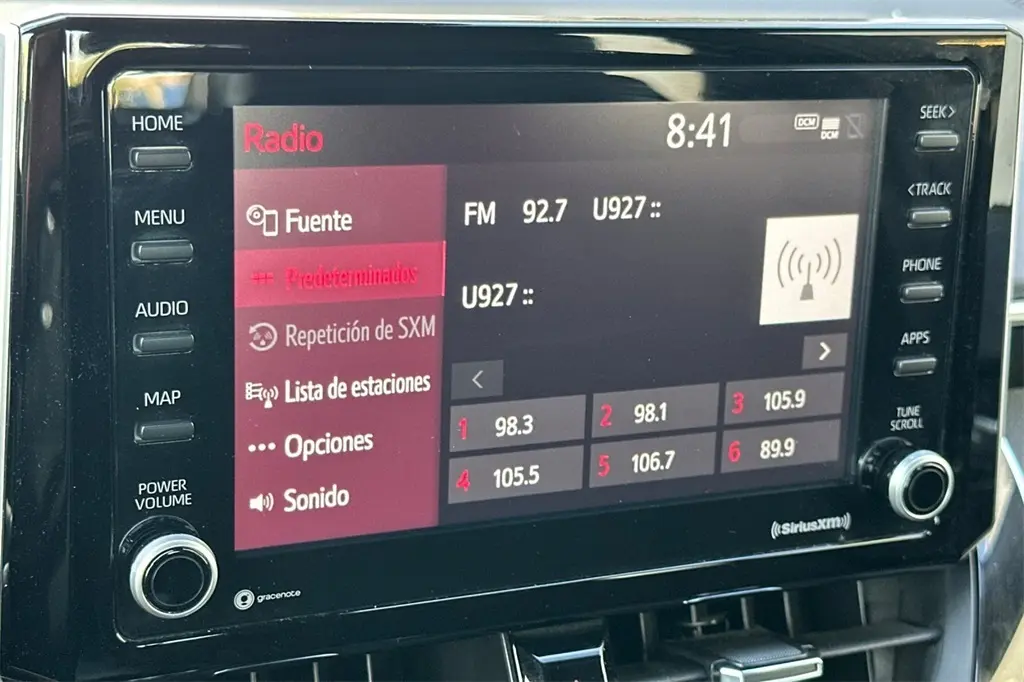 HOME
MENU
AUDIO
MAP
POWER
VOLUME
Radio
8:41
DCM
DCM
Fuente
Predeterminados
Repetición de SXM
Lista de estaciones
Opciones
Sonido
FM 92.7 U927 ::
U927 ::
<
>
1 98.3
2 98.1
3 105.9
4 105.5
5 106.7
6 89.9
SEEK>
<TRACK
PHONE
APPS
TUNE
SCROLL
gracenote
((SiriusXM))